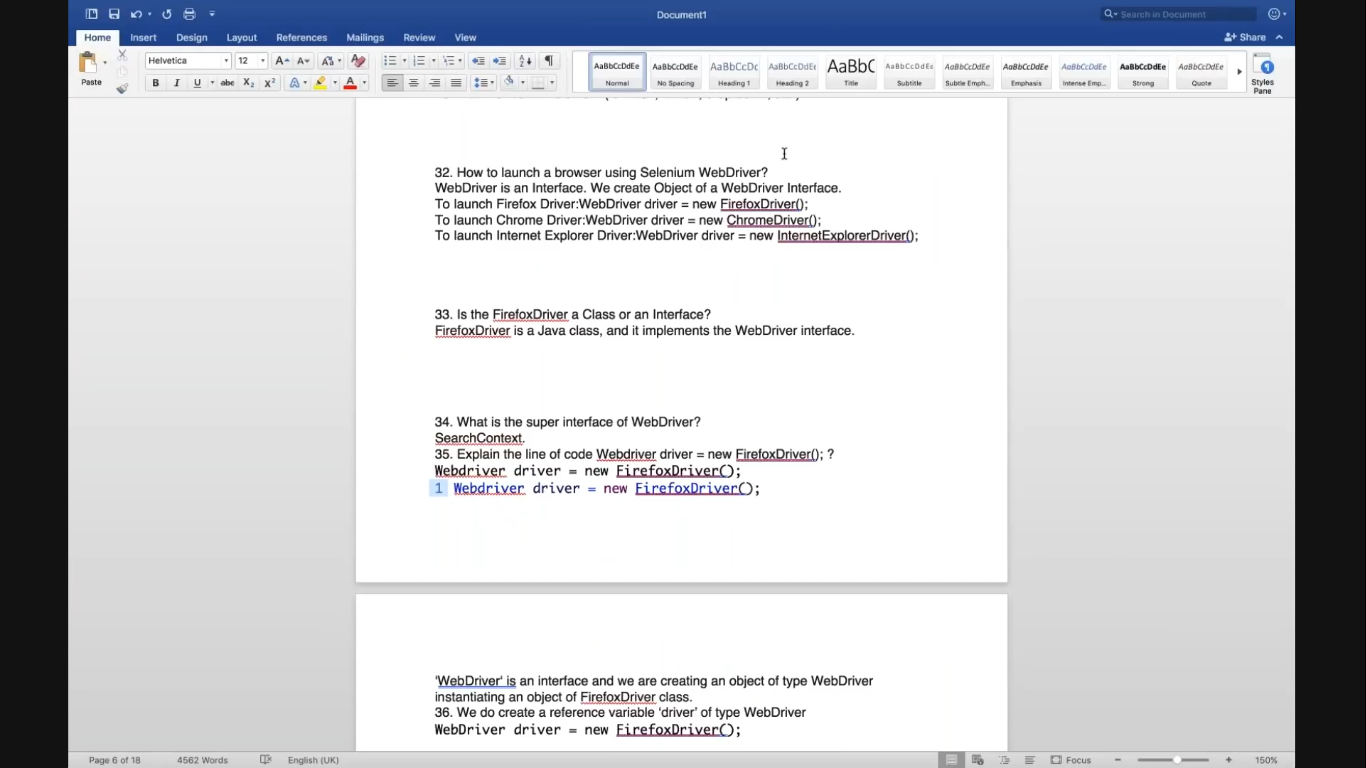 Document1
Search in Document
Home Insert Design Layout References Mailings Review View
Share
Paste
Helvetica 12
AaBbCcDdEe AaBbCcDdEe AaBbCcDc AaBbCcDdEe AaBbC AaBbCcDdEe AaBbCcDdEe AaBbCcDdEe AaBbCcDdEe AaBbCcDdEe AaBbCcDdEe
Normal No Spacing Heading 1 Heading 2 Title Subtitle Subtle Emph... Emphasis Intense Emp... Strong Quote
Styles
Pane
32. How to launch a browser using Selenium WebDriver?
WebDriver is an Interface. We create Object of a WebDriver Interface.
To launch Firefox Driver:WebDriver driver = new FirefoxDriver();
To launch Chrome Driver:WebDriver driver = new ChromeDriver();
To launch Internet Explorer Driver:WebDriver driver = new InternetExplorerDriver();
33. Is the FirefoxDriver a Class or an Interface?
FirefoxDriver is a Java class, and it implements the WebDriver interface.
34. What is the super interface of WebDriver?
SearchContext.
35. Explain the line of code Webdriver driver = new FirefoxDriver(); ?
Webdriver driver = new FirefoxDriver();
1 Webdriver driver = new FirefoxDriver();
'WebDriver' is an interface and we are creating an object of type WebDriver
instantiating an object of FirefoxDriver class.
36. We do create a reference variable ‘driver’ of type WebDriver
WebDriver driver = new FirefoxDriver();
Page 6 of 18 4562 Words English (UK) Focus 150%